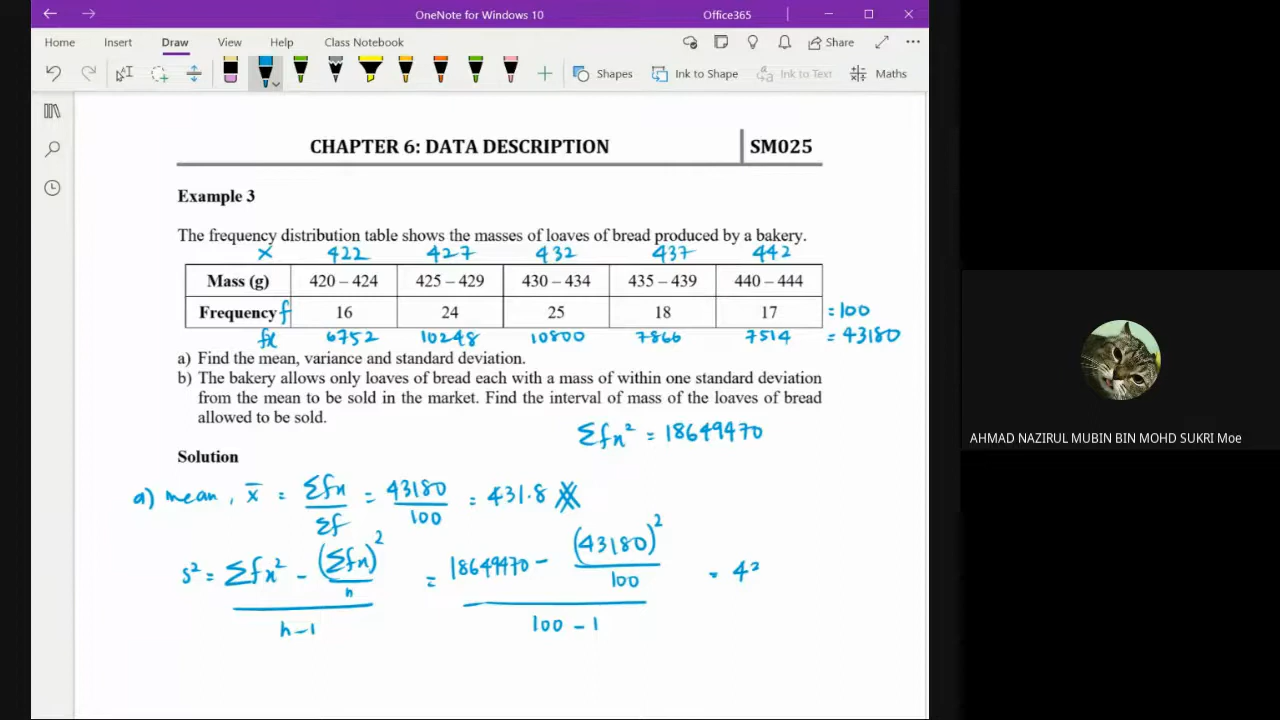 OneNote for Windows 10
Office365
Home Insert Draw View Help Class Notebook
Share
Shapes
Ink to Shape
Ink to Text
Maths
CHAPTER 6: DATA DESCRIPTION
SM025
Example 3
The frequency distribution table shows the masses of loaves of bread produced by a bakery.
x 422 427 432 437 442
Mass (g) 420 – 424 425 – 429 430 – 434 435 – 439 440 – 444
Frequency f 16 24 25 18 17 = 100
fx 6752 10248 10800 7866 7514 = 43180
a) Find the mean, variance and standard deviation.
b) The bakery allows only loaves of bread each with a mass of within one standard deviation
from the mean to be sold in the market. Find the interval of mass of the loaves of bread
allowed to be sold.
Σfx² = 18649470
Solution
a) mean, x̄ = Σfx / Σf = 43180 / 100 = 431.8
s² = (Σfx² - (Σfx)² / n) / (n-1) = (18649470 - (43180)² / 100) / (100 - 1) = 42
AHMAD NAZIRUL MUBIN BIN MOHD SUKRI Moe